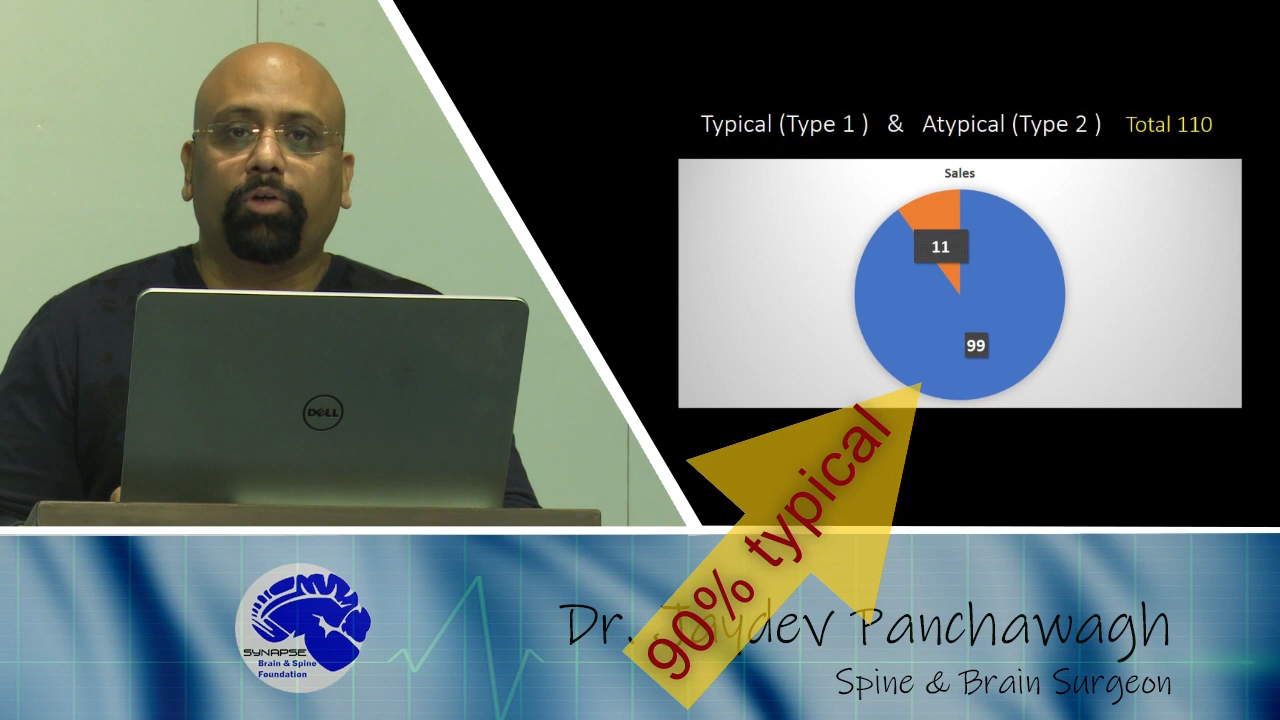 Typical (Type 1 ) & Atypical (Type 2 ) Total 110
Sales
11
99
DELL
90% typical
Dr. Jaydev Panchawagh
Spine & Brain Surgeon
SYNAPSE
Brain & Spine
Foundation